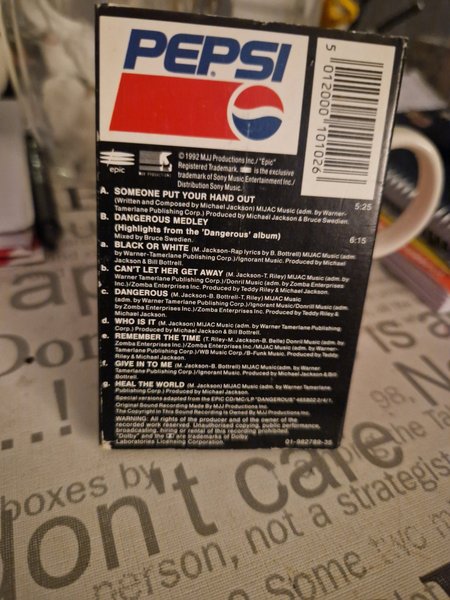 PEPSI
5 012000 101026
epic
MJJ PRODUCTIONS
© 1992 MJJ Productions Inc./"Epic"
Registered Trademark. is the exclusive
trademark of Sony Music Entertainment Inc./
Distribution Sony Music.
A. SOMEONE PUT YOUR HAND OUT 5:25
(Written and Composed by Michael Jackson) MIJAC Music (adm. by Warner-
Tamerlane Publishing Corp.) Produced by Michael Jackson & Bruce Swedien.
B. DANGEROUS MEDLEY 6:15
(Highlights from the 'Dangerous' album)
Mixed by Bruce Swedien.
a. BLACK OR WHITE (M. Jackson-Rap lyrics by B. Bottrell) MIJAC Music (adm.
by Warner-Tamerlane Publishing Corp.)/Ignorant Music. Produced by Michael
Jackson & Bill Bottrell.
b. CAN'T LET HER GET AWAY (M. Jackson-T. Riley) MIJAC Music (adm. by
Warner Tamerlane Publishing Corp.)/Donril Music (adm. by Zomba Enterprises
Inc.)/Zomba Enterprises Inc. Produced by Teddy Riley & Michael Jackson.
c. DANGEROUS (M. Jackson-B. Bottrell-T. Riley) MIJAC Music
(adm. by Warner Tamerlane Publishing Corp.)/Ignorant Music/Donril Music
(adm. by Zomba Enterprises Inc.)/Zomba Enterprises Inc. Produced by Teddy Riley &
Michael Jackson.
d. WHO IS IT (M. Jackson) MIJAC Music (adm. by Warner Tamerlane Publishing
Corp.) Produced by Michael Jackson & Bill Bottrell.
e. REMEMBER THE TIME (T. Riley-M. Jackson-B. Belle) Donril Music (adm. by
Zomba Enterprises Inc.)/Zomba Enterprises Inc./MIJAC Music (adm. by Warner
Tamerlane Publishing Corp.)/WB Music Corp./B-Funk Music. Produced by Teddy
Riley & Michael Jackson.
f. GIVE IN TO ME (M. Jackson-B. Bottrell) MIJAC Music (adm. by Warner Tamerlane
Publishing Corp.)/Ignorant Music. Produced by Michael Jackson & Bill
Bottrell.
g. HEAL THE WORLD (M. Jackson) MIJAC Music (adm. by Warner Tamerlane
Publishing Corp.) Produced by Michael Jackson.
Special versions adapted from the EPIC CD/MC/LP "DANGEROUS" 465802 2/4/1.
Original Sound Recording Made By MJJ Productions Inc.
The Copyright In This Sound Recording Is Owned By MJJ Productions Inc.
WARNING. All rights of the producer and of the owner of the
recorded work reserved. Unauthorised copying, public performance,
broadcasting, hiring or rental of this recording prohibited.
"Dolby" and the are trademarks of Dolby
Laboratories Licensing Corporation. 01-982789-35
boxes by
don't care
person, not a strategist
Some two